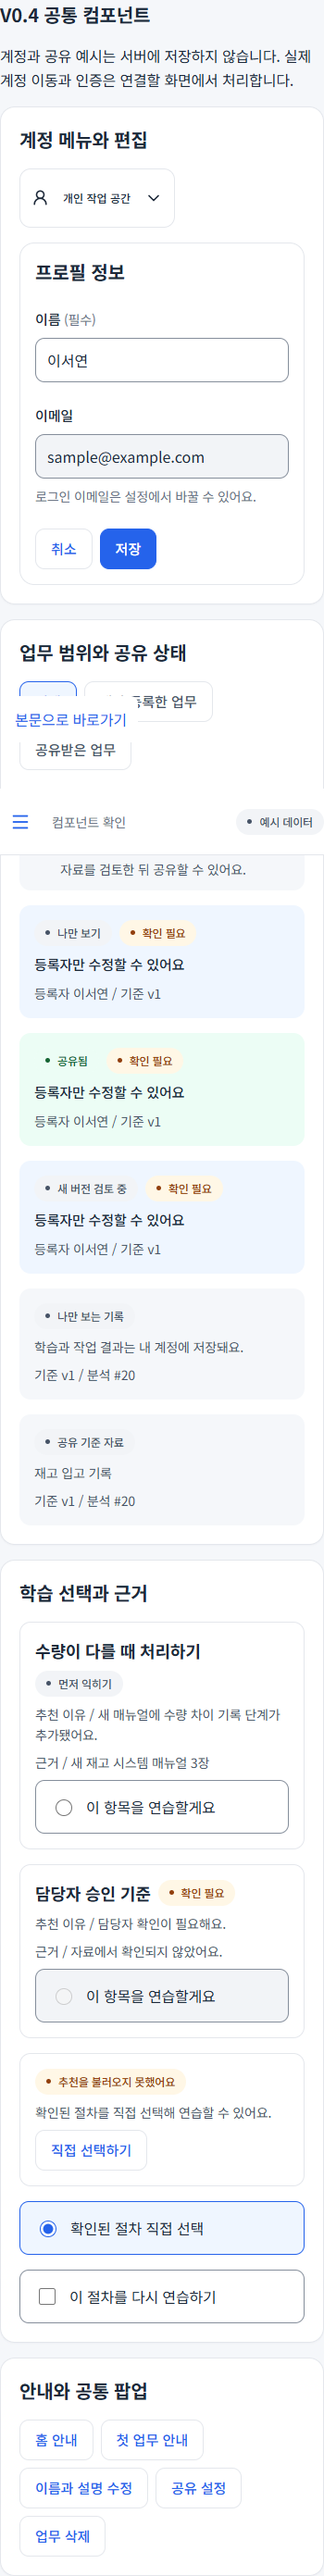 V0.4 공통 컴포넌트
계정과 공유 예시는 서버에 저장하지 않습니다. 실제
계정 이동과 인증은 연결할 화면에서 처리합니다.
계정 메뉴와 편집
개인 작업 공간
프로필 정보
이름 (필수)
이서연
이메일
sample@example.com
로그인 이메일은 설정에서 바꿀 수 있어요.
취소 저장
업무 범위와 공유 상태
등록한 업무
본문으로 바로가기
공유받은 업무
컴포넌트 확인 예시 데이터
자료를 검토한 뒤 공유할 수 있어요.
나만 보기 확인 필요
등록자만 수정할 수 있어요
등록자 이서연 / 기준 v1
공유됨 확인 필요
등록자만 수정할 수 있어요
등록자 이서연 / 기준 v1
새 버전 검토 중 확인 필요
등록자만 수정할 수 있어요
등록자 이서연 / 기준 v1
나만 보는 기록
학습과 작업 결과는 내 계정에 저장돼요.
기준 v1 / 분석 #20
공유 기준 자료
재고 입고 기록
기준 v1 / 분석 #20
학습 선택과 근거
수량이 다를 때 처리하기
먼저 익히기
추천 이유 / 새 매뉴얼에 수량 차이 기록 단계가
추가됐어요.
근거 / 새 재고 시스템 매뉴얼 3장
이 항목을 연습할게요
담당자 승인 기준 확인 필요
추천 이유 / 담당자 확인이 필요해요.
근거 / 자료에서 확인되지 않았어요.
이 항목을 연습할게요
추천을 불러오지 못했어요
확인된 절차를 직접 선택해 연습할 수 있어요.
직접 선택하기
확인된 절차 직접 선택
이 절차를 다시 연습하기
안내와 공통 팝업
홈 안내 첫 업무 안내
이름과 설명 수정 공유 설정
업무 삭제